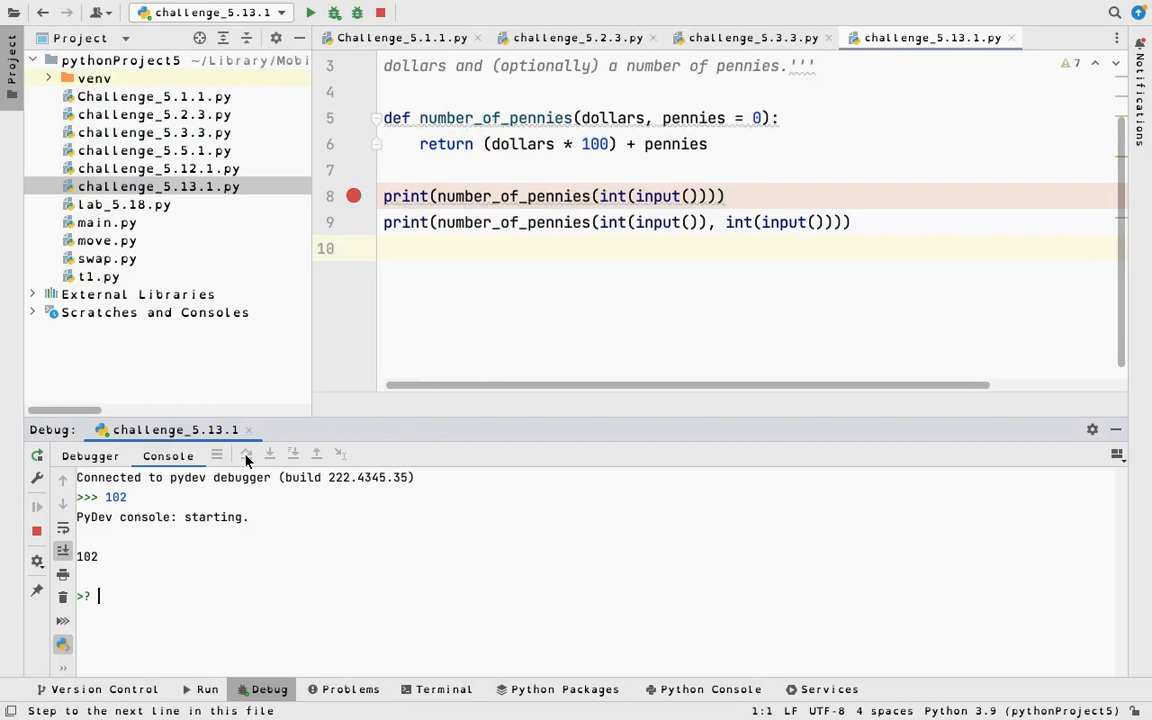 challenge_5.13.1
Project
Project
Challenge_5.1.1.py
challenge_5.2.3.py
challenge_5.3.3.py
challenge_5.13.1.py
Notifications
pythonProject5 ~/Library/Mobi
venv
Challenge_5.1.1.py
challenge_5.2.3.py
challenge_5.3.3.py
challenge_5.5.1.py
challenge_5.12.1.py
challenge_5.13.1.py
lab_5.18.py
main.py
move.py
swap.py
t1.py
External Libraries
Scratches and Consoles
3 dollars and (optionally) a number of pennies.'''
7
4
5 def number_of_pennies(dollars, pennies = 0):
6 return (dollars * 100) + pennies
7
8 print(number_of_pennies(int(input())))
9 print(number_of_pennies(int(input()), int(input())))
10
Debug: challenge_5.13.1
Debugger Console
Connected to pydev debugger (build 222.4345.35)
>>> 102
PyDev console: starting.
102
>?
Version Control Run Debug Problems Terminal Python Packages Python Console Services
Step to the next line in this file 1:1 LF UTF-8 4 spaces Python 3.9 (pythonProject5)